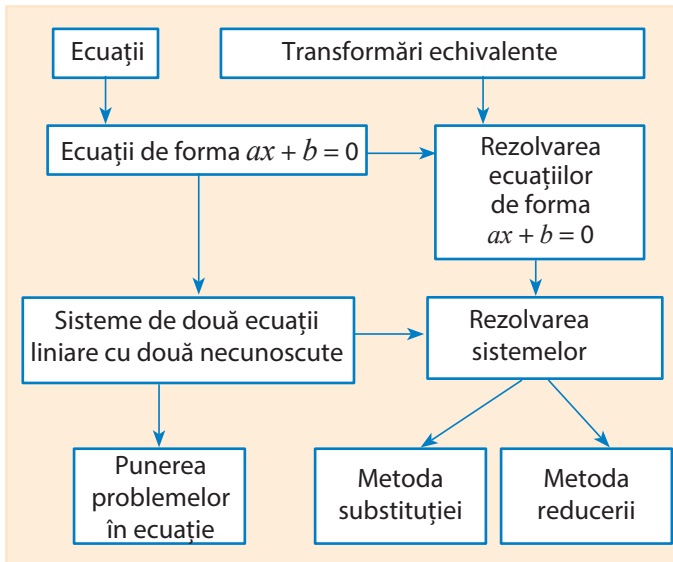 Ecuații
Transformări echivalente
Ecuații de forma ax + b = 0
Rezolvarea
ecuațiilor
de forma
ax + b = 0
Sisteme de două ecuații
liniare cu două necunoscute
Rezolvarea
sistemelor
Punerea
problemelor
în ecuație
Metoda
substituției
Metoda
reducerii